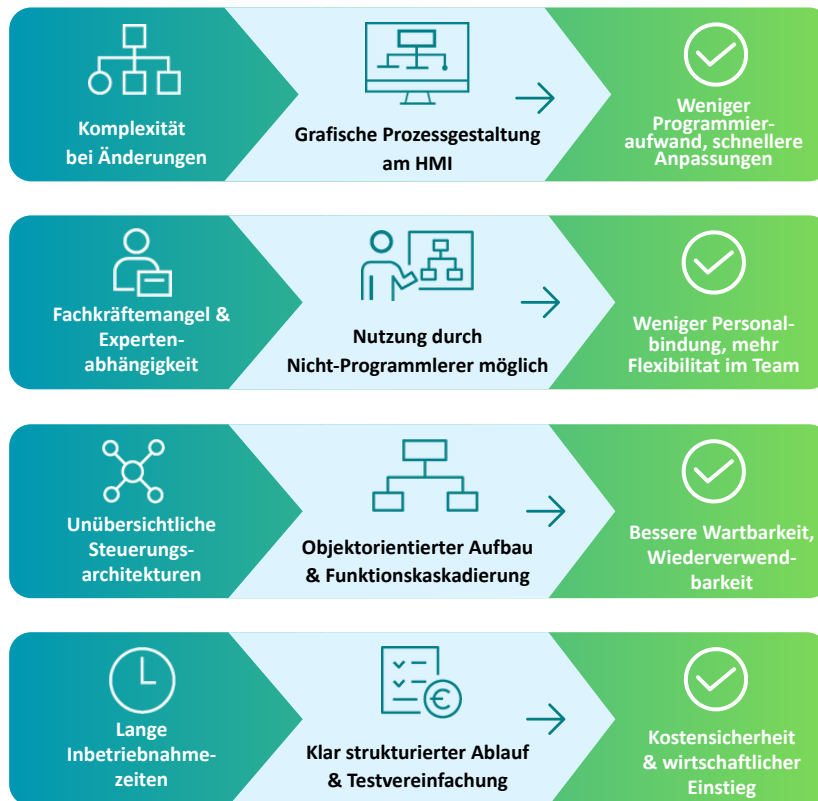 Komplexität
bei Änderungen
Grafische Prozessgestaltung
am HMI
Weniger
Programmier-
aufwand, schnellere
Anpassungen
Fachkräftemangel &
Experten-
abhängigkeit
Nutzung durch
Nicht-Programmlerer möglich
Weniger Personal-
bindung, mehr
Flexibilitat im Team
Unübersichtliche
Steuerungs-
architekturen
Objektorientierter Aufbau
& Funktionskaskadierung
Bessere Wartbarkeit,
Wiederverwend-
barkeit
Lange
Inbetriebnahme-
zeiten
€
Klar strukturierter Ablauf
& Testvereinfachung
Kostensicherheit
& wirtschaftlicher
Einstieg